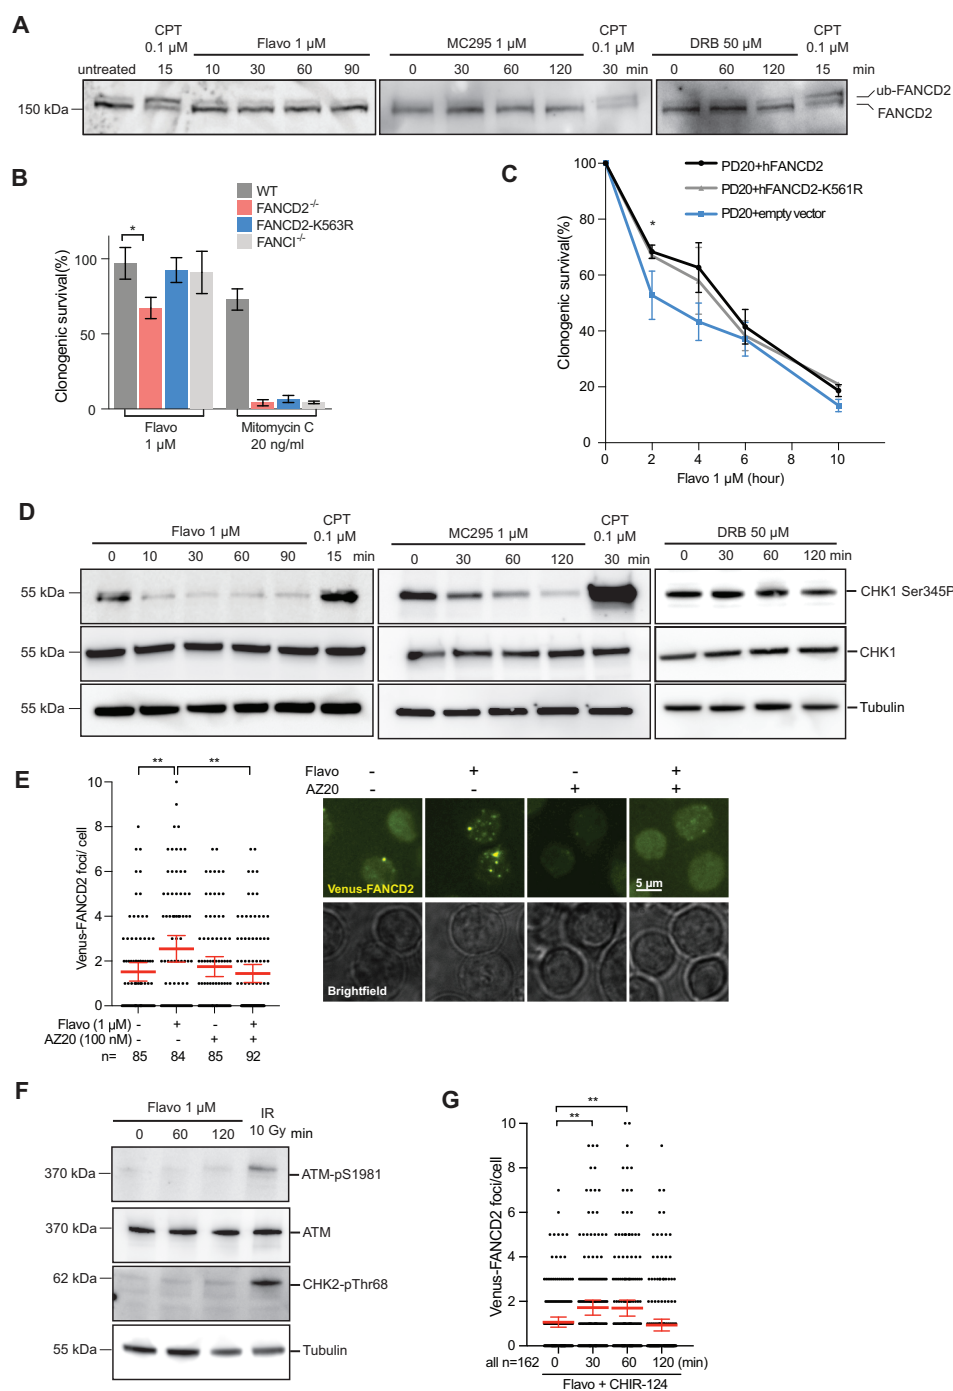 A
CPT
0.1 µM
Flavo 1 µM
MC295 1 µM
CPT
0.1 µM
DRB 50 µM
CPT
0.1 µM
untreated 15 10 30 60 90 0 30 60 120 30 min 0 60 120 15 min
150 kDa
ub-FANCD2
FANCD2
B
WT
FANCD2-/-
FANCD2-K563R
FANCI-/-
*
Clonogenic survival(%)
100
50
0
Flavo
1 µM
Mitomycin C
20 ng/ml
C
PD20+hFANCD2
PD20+hFANCD2-K561R
PD20+empty vector
*
Clonogenic survival(%)
100
80
60
40
20
0
0 2 4 6 8 10
Flavo 1 µM (hour)
D
Flavo 1 µM
CPT
0.1 µM
MC295 1 µM
CPT
0.1 µM
DRB 50 µM
0 10 30 60 90 15 min 0 30 60 120 30 min 0 30 60 120 min
55 kDa
CHK1 Ser345P
55 kDa
CHK1
55 kDa
Tubulin
E
** **
Venus-FANCD2 foci/ cell
10
8
6
4
2
0
Flavo (1 µM) - + - +
AZ20 (100 nM) - - + +
n= 85 84 85 92
Flavo - + - +
AZ20 - - + +
Venus-FANCD2
5 µm
Brightfield
F
Flavo 1 µM
IR
10 Gy
0 60 120 min
370 kDa
ATM-pS1981
370 kDa
ATM
62 kDa
CHK2-pThr68
55 kDa
Tubulin
G
**
**
Venus-FANCD2 foci/cell
10
8
6
4
2
0
all n=162 0 30 60 120 (min)
Flavo + CHIR-124